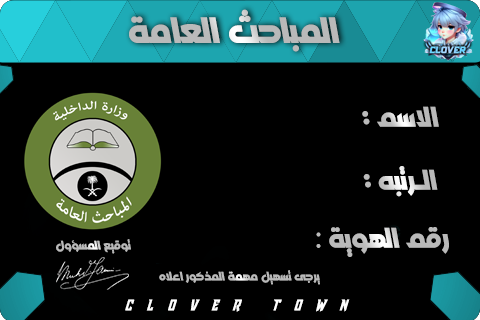 المباحث العامة
CLOVER
الاسم :
وزارة الداخلية
المباحث العامة
الرتبه :
رقم الهوية :
توقيع المسؤول
يرجى تسهيل مهمة المذكور اعلاه
CLOVER TOWN